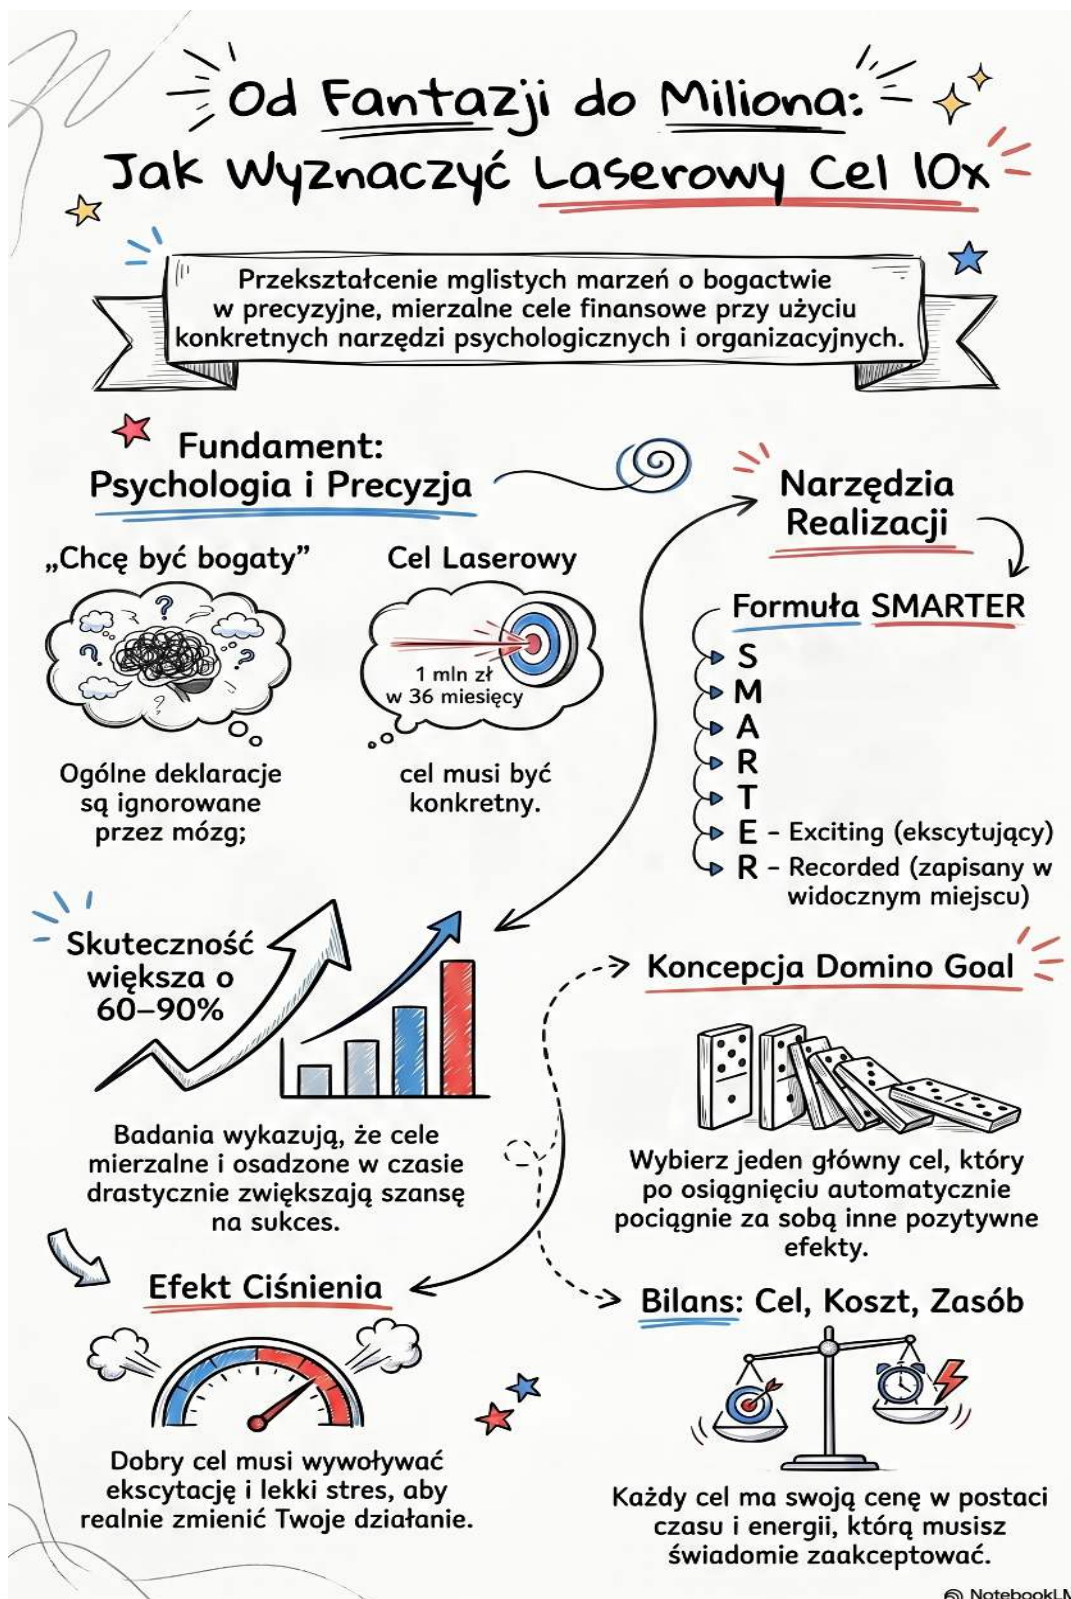 Od Fantazji do Miliona:
Jak Wyznaczyć Laserowy Cel 10x
Przekształcenie mglistych marzeń o bogactwie
w precyzyjne, mierzalne cele finansowe przy użyciu
konkretnych narzędzi psychologicznych i organizacyjnych.
Fundament:
Psychologia i Precyzja
„Chcę być bogaty”
?
?
?
?
Ogólne deklaracje
są ignorowane
przez mózg;
Cel Laserowy
1 mln zł
w 36 miesięcy
cel musi być
konkretny.
Skuteczność
większa o
60–90%
Badania wykazują, że cele
mierzalne i osadzone w czasie
drastycznie zwiększają szansę
na sukces.
Efekt Ciśnienia
Dobry cel musi wywoływać
ekscytację i lekki stres, aby
realnie zmienić Twoje działanie.
Narzędzia
Realizacji
Formuła SMARTER
S
M
A
R
T
E – Exciting (ekscytujący)
R – Recorded (zapisany w
widocznym miejscu)
Koncepcja Domino Goal
Wybierz jeden główny cel, który
po osiągnięciu automatycznie
pociągnie za sobą inne pozytywne
efekty.
Bilans: Cel, Koszt, Zasób
Każdy cel ma swoją cenę w postaci
czasu i energii, którą musisz
świadomie zaakceptować.
NotebookLM